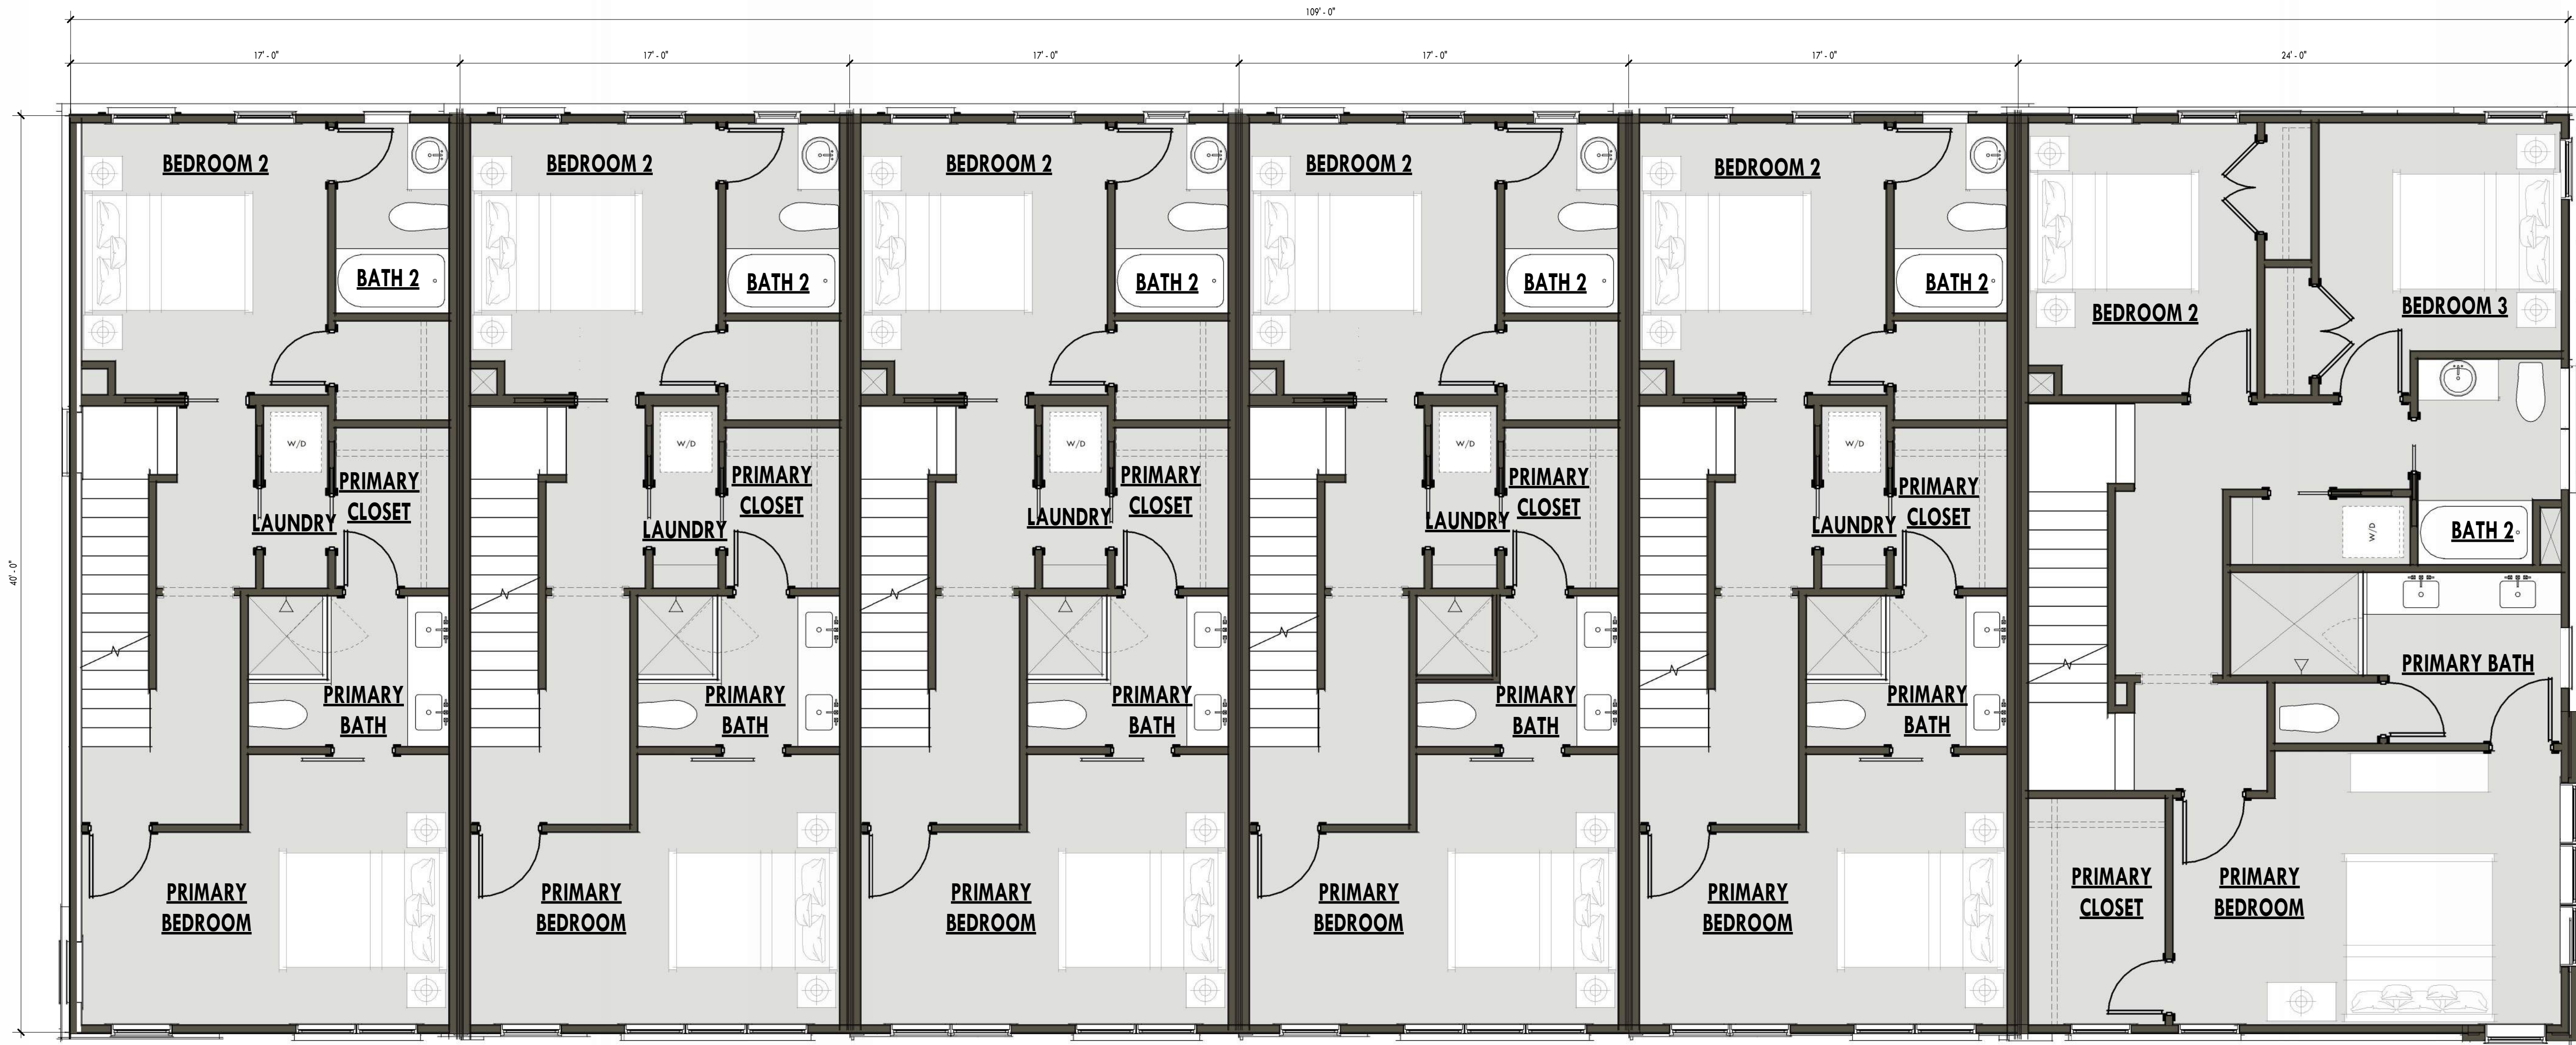 109' - 0"
17' - 0"
17' - 0"
17' - 0"
17' - 0"
17' - 0"
24' - 0"
40' - 0"
BEDROOM 2
BATH 2
W/D
PRIMARY
CLOSET
LAUNDRY
PRIMARY
BATH
PRIMARY
BEDROOM
BEDROOM 2
BATH 2
W/D
PRIMARY
CLOSET
LAUNDRY
PRIMARY
BATH
PRIMARY
BEDROOM
BEDROOM 2
BATH 2
W/D
PRIMARY
CLOSET
LAUNDRY
PRIMARY
BATH
PRIMARY
BEDROOM
BEDROOM 2
BATH 2
W/D
PRIMARY
CLOSET
LAUNDRY
PRIMARY
BATH
PRIMARY
BEDROOM
BEDROOM 2
BATH 2
W/D
PRIMARY
CLOSET
LAUNDRY
PRIMARY
BATH
PRIMARY
BEDROOM
BEDROOM 2
BEDROOM 3
W/D
BATH 2
PRIMARY BATH
PRIMARY
CLOSET
PRIMARY
BEDROOM